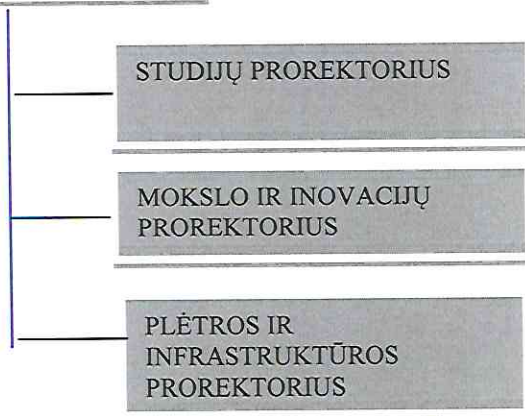 STUDIJŲ PROREKTORIUS
MOKSLO IR INOVACIJŲ
PROREKTORIUS
PLĖTROS IR
INFRASTRUKTŪROS
PROREKTORIUS